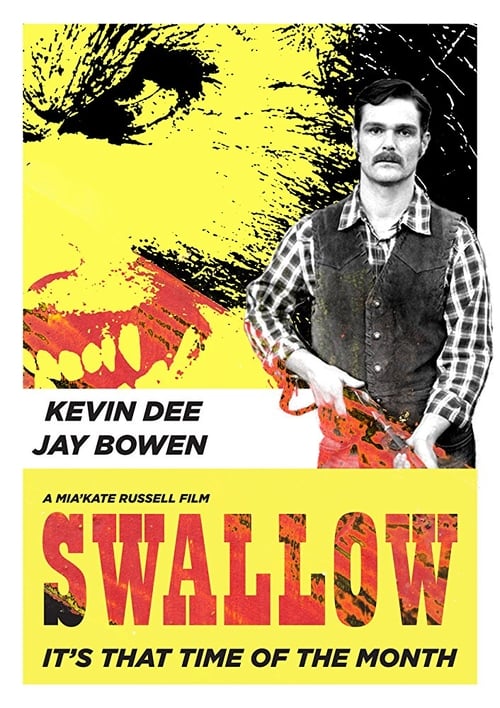 KEVIN DEE
JAY BOWEN
A MIA'KATE RUSSELL FILM
SWALLOW
IT'S THAT TIME OF THE MONTH